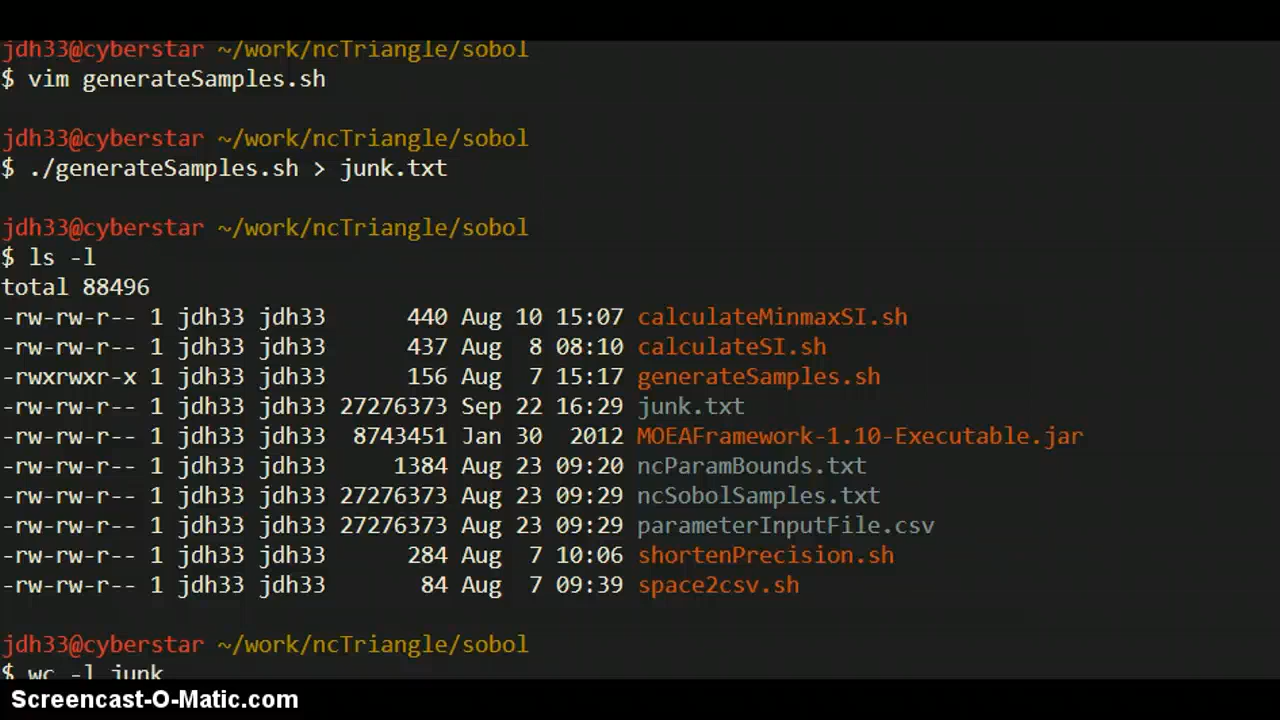 jdh33@cyberstar ~/work/ncTriangle/sobol
$ vim generateSamples.sh
jdh33@cyberstar ~/work/ncTriangle/sobol
$ ./generateSamples.sh > junk.txt
jdh33@cyberstar ~/work/ncTriangle/sobol
$ ls -l
total 88496
-rw-rw-r-- 1 jdh33 jdh33      440 Aug 10 15:07 calculateMinmaxSI.sh
-rw-rw-r-- 1 jdh33 jdh33      437 Aug  8 08:10 calculateSI.sh
-rwxrwxr-x 1 jdh33 jdh33      156 Aug  7 15:17 generateSamples.sh
-rw-rw-r-- 1 jdh33 jdh33 27276373 Sep 22 16:29 junk.txt
-rw-rw-r-- 1 jdh33 jdh33  8743451 Jan 30  2012 MOEAFramework-1.10-Executable.jar
-rw-rw-r-- 1 jdh33 jdh33     1384 Aug 23 09:20 ncParamBounds.txt
-rw-rw-r-- 1 jdh33 jdh33 27276373 Aug 23 09:29 ncSobolSamples.txt
-rw-rw-r-- 1 jdh33 jdh33 27276373 Aug 23 09:29 parameterInputFile.csv
-rw-rw-r-- 1 jdh33 jdh33      284 Aug  7 10:06 shortenPrecision.sh
-rw-rw-r-- 1 jdh33 jdh33       84 Aug  7 09:39 space2csv.sh
jdh33@cyberstar ~/work/ncTriangle/sobol
$ wc -l junk
Screencast-O-Matic.com